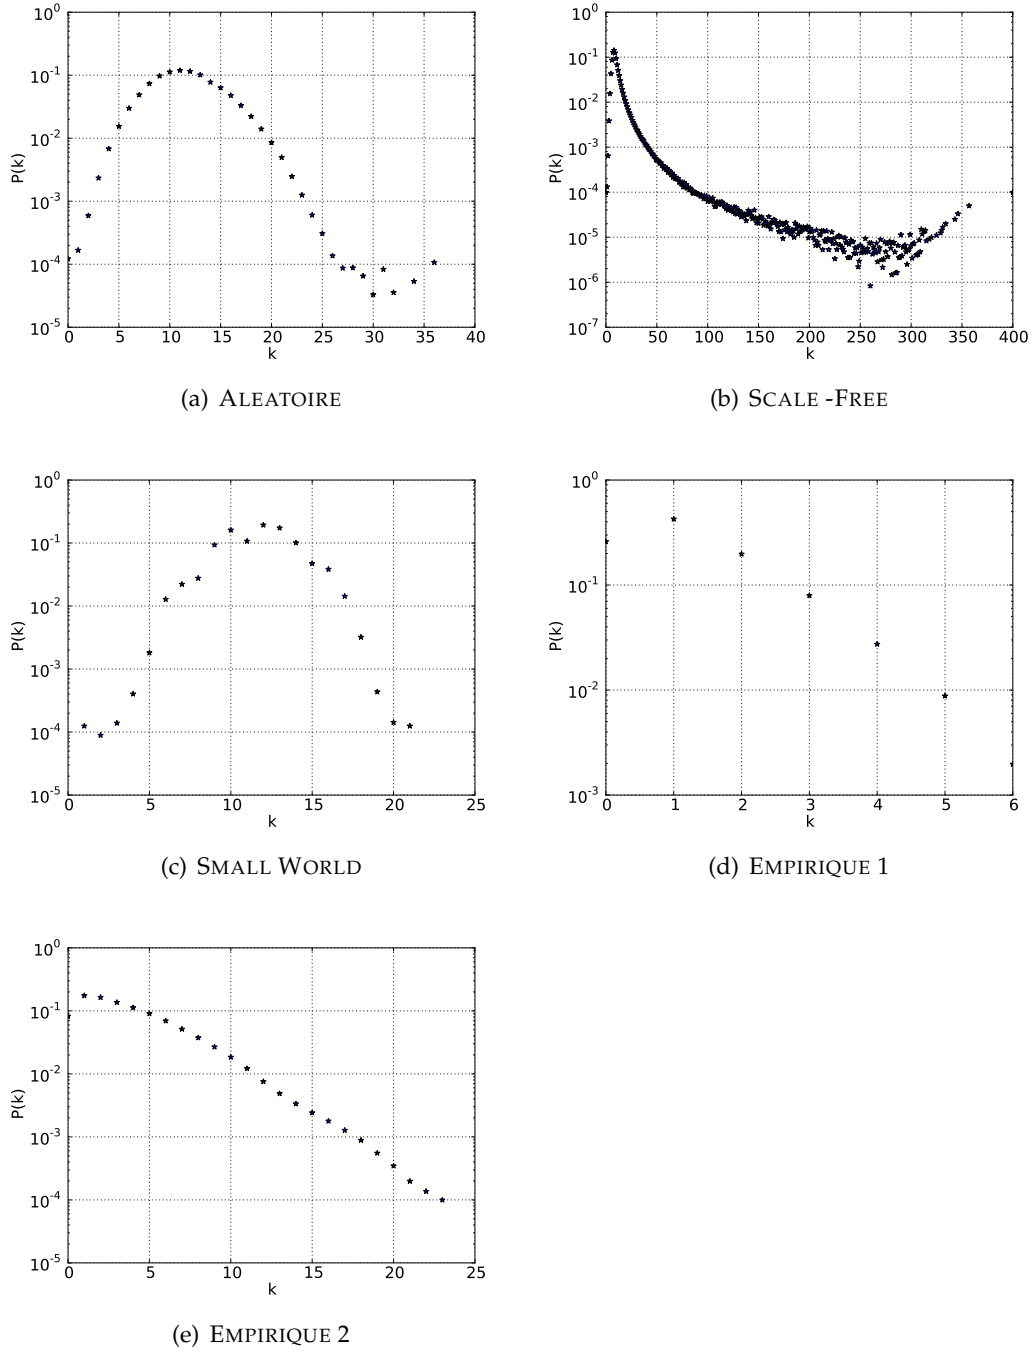 10^0
10^-1
10^-2
10^-3
10^-4
10^-5
P(k)
0 5 10 15 20 25 30 35 40
k
(a) ALEATOIRE
10^0
10^-1
10^-2
10^-3
10^-4
10^-5
10^-6
10^-7
P(k)
0 50 100 150 200 250 300 350 400
k
(b) SCALE -FREE
10^0
10^-1
10^-2
10^-3
10^-4
10^-5
P(k)
0 5 10 15 20 25
k
(c) SMALL WORLD
10^0
10^-1
10^-2
10^-3
P(k)
0 1 2 3 4 5 6
k
(d) EMPIRIQUE 1
10^0
10^-1
10^-2
10^-3
10^-4
10^-5
P(k)
0 5 10 15 20 25
k
(e) EMPIRIQUE 2